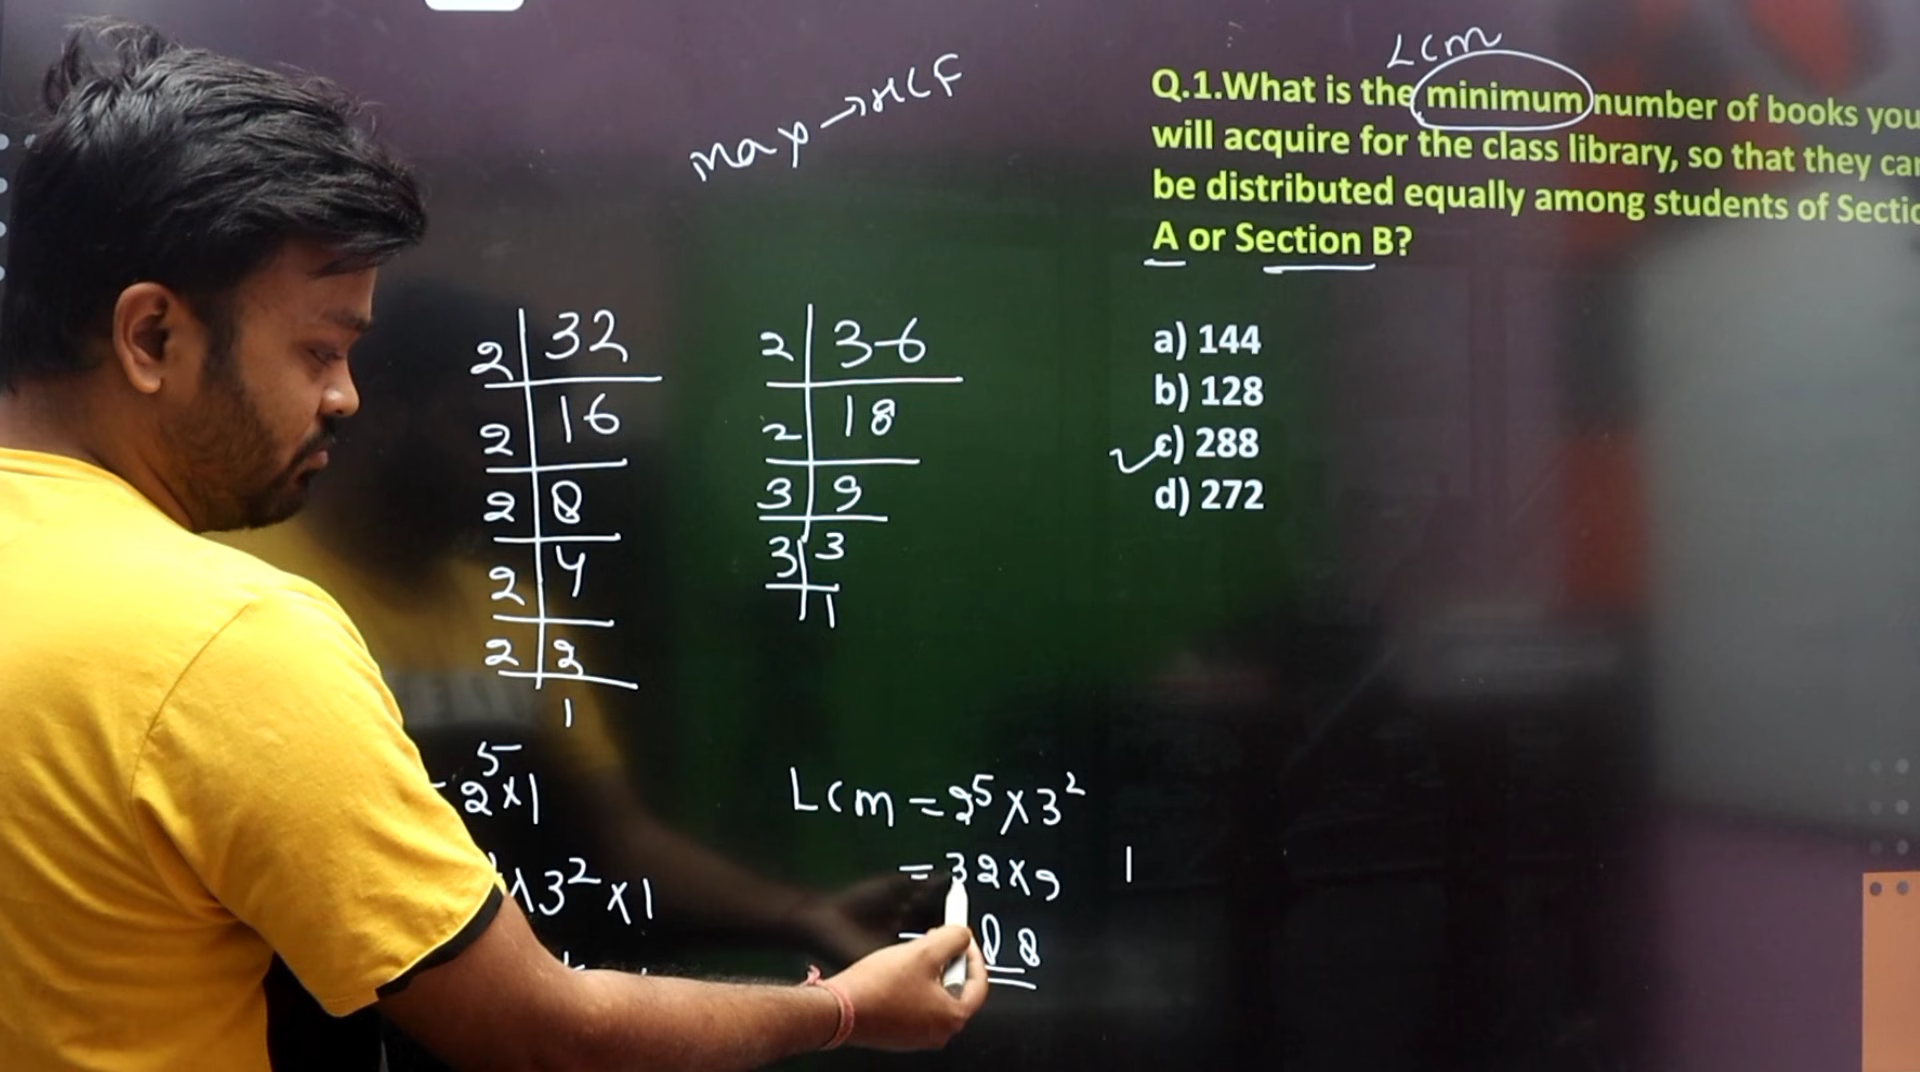 LCM
Q.1.What is the minimum number of books you
will acquire for the class library, so that they can
be distributed equally among students of Section
A or Section B?
max → HCF
a) 144
b) 128
c) 288
d) 272
2 | 32
2 | 16
2 | 8
2 | 4
2 | 2
1
2 | 36
2 | 18
3 | 9
3 | 3
1
2⁵ × 1
× 3² × 1
LCM = 2⁵ × 3²
= 32 × 9
1
= 88